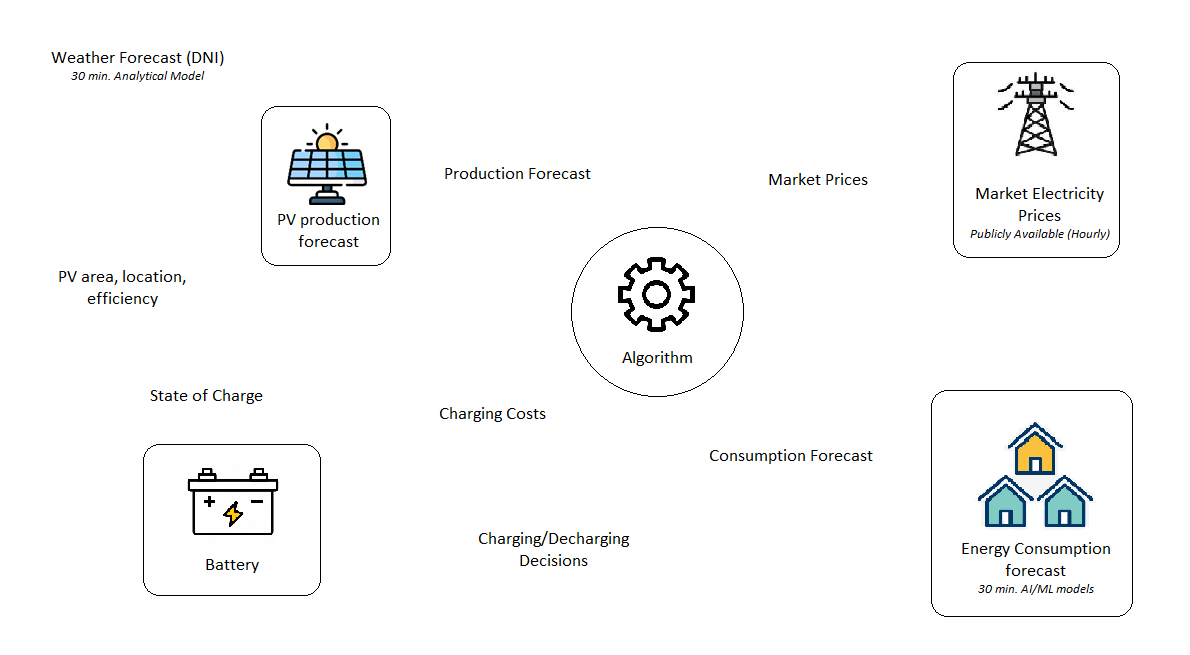 Weather Forecast (DNI)
30 min. Analytical Model
PV production
forecast
Production Forecast
Market Prices
Market Electricity
Prices
Publicly Available (Hourly)
PV area, location,
efficiency
Algorithm
State of Charge
Charging Costs
Consumption Forecast
+ −
Battery
Charging/Decharging
Decisions
Energy Consumption
forecast
30 min. AI/ML models